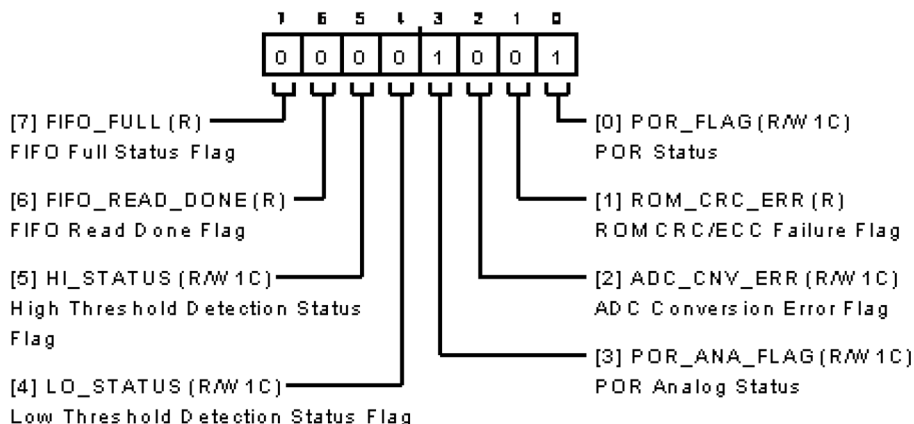 7 6 5 4 3 2 1 0
0 0 0 0 1 0 0 1
[7] FIFO_FULL (R)
FIFO Full Status Flag
[6] FIFO_READ_DONE (R)
FIFO Read Done Flag
[5] HI_STATUS (R/W1C)
High Threshold Detection Status
Flag
[4] LO_STATUS (R/W1C)
Low Threshold Detection Status Flag
[0] POR_FLAG (R/W1C)
POR Status
[1] ROM_CRC_ERR (R)
ROM CRC/ECC Failure Flag
[2] ADC_CNV_ERR (R/W1C)
ADC Conversion Error Flag
[3] POR_ANA_FLAG (R/W1C)
POR Analog Status